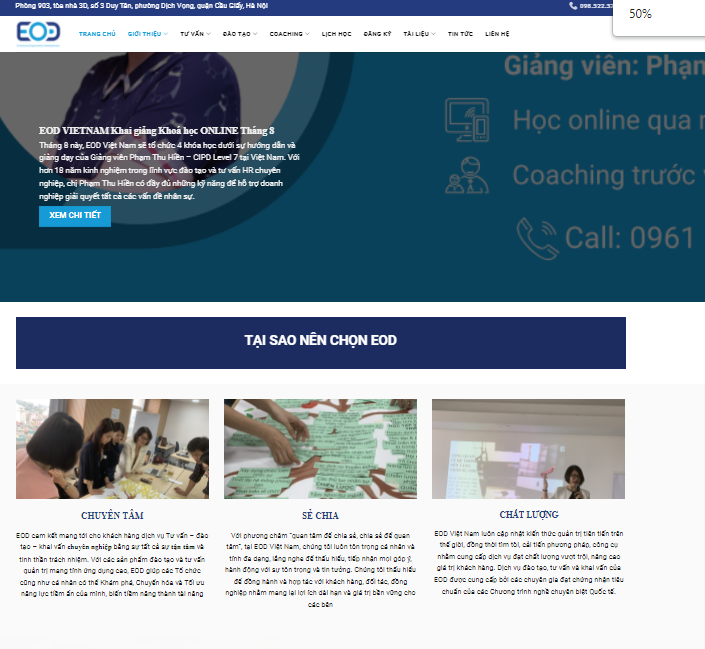 Phòng 903, tòa nhà 3D, số 3 Duy Tân, phường Dịch Vọng, quận Cầu Giấy, Hà Nội
50%
EOD
TRANG CHỦ GIỚI THIỆU TƯ VẤN ĐÀO TẠO COACHING LỊCH HỌC ĐĂNG KÝ TÀI LIỆU TIN TỨC LIÊN HỆ
Giảng viên: Phạm
Học online qua
Coaching trước
Call: 0961
EOD VIETNAM Khai giảng Khoá học ONLINE Tháng 8
Tháng 8 này, EOD Việt Nam sẽ tổ chức 4 khóa học dưới sự hướng dẫn và
giảng dạy của Giảng viên Phạm Thu Hiền – CIPD Level 7 tại Việt Nam. Với
hơn 18 năm kinh nghiệm trong lĩnh vực đào tạo và tư vấn HR chuyên
nghiệp, chị Phạm Thu Hiền có đầy đủ những kỹ năng để hỗ trợ doanh
nghiệp giải quyết tất cả các vấn đề nhân sự.
XEM CHI TIẾT
TẠI SAO NÊN CHỌN EOD
CHUYÊN TÂM
EOD cam kết mang tới cho khách hàng dịch vụ Tư vấn – đào
tạo – khai vấn chuyên nghiệp bằng sự tất cả sự tận tâm và
tinh thần trách nhiệm. Với các sản phẩm đào tạo và tư vấn
quản trị mang tính ứng dụng cao, EOD giúp các Tổ chức
cũng như cá nhân có thể Khám phá, Chuyển hóa và Tối ưu
năng lực tiềm ẩn của mình, biến tiềm năng thành tài năng
SẺ CHIA
Với phương châm "quan tâm để chia sẻ, chia sẻ để quan
tâm", tại EOD Việt Nam, chúng tôi luôn tôn trọng cá nhân và
tính đa dạng, lắng nghe để thấu hiểu, tiếp nhận mọi góp ý,
hành động với sự tôn trọng và tin tưởng. Chúng tôi thấu hiểu
để đồng hành và hợp tác với khách hàng, đối tác, đồng
nghiệp nhằm mang lại lợi ích dài hạn và giá trị bền vững cho
các bên
CHẤT LƯỢNG
EOD Việt Nam luôn cập nhật kiến thức quản trị tiên tiến trên
thế giới, đồng thời tìm tòi, cải tiến phương pháp, công cụ
nhằm cung cấp dịch vụ đạt chất lượng vượt trội, nâng cao
giá trị khách hàng. Dịch vụ đào tạo, tư vấn và khai vấn của
EOD được cung cấp bởi các chuyên gia đạt chứng nhận tiêu
chuẩn của các Chương trình nghề chuyên biệt Quốc tế.